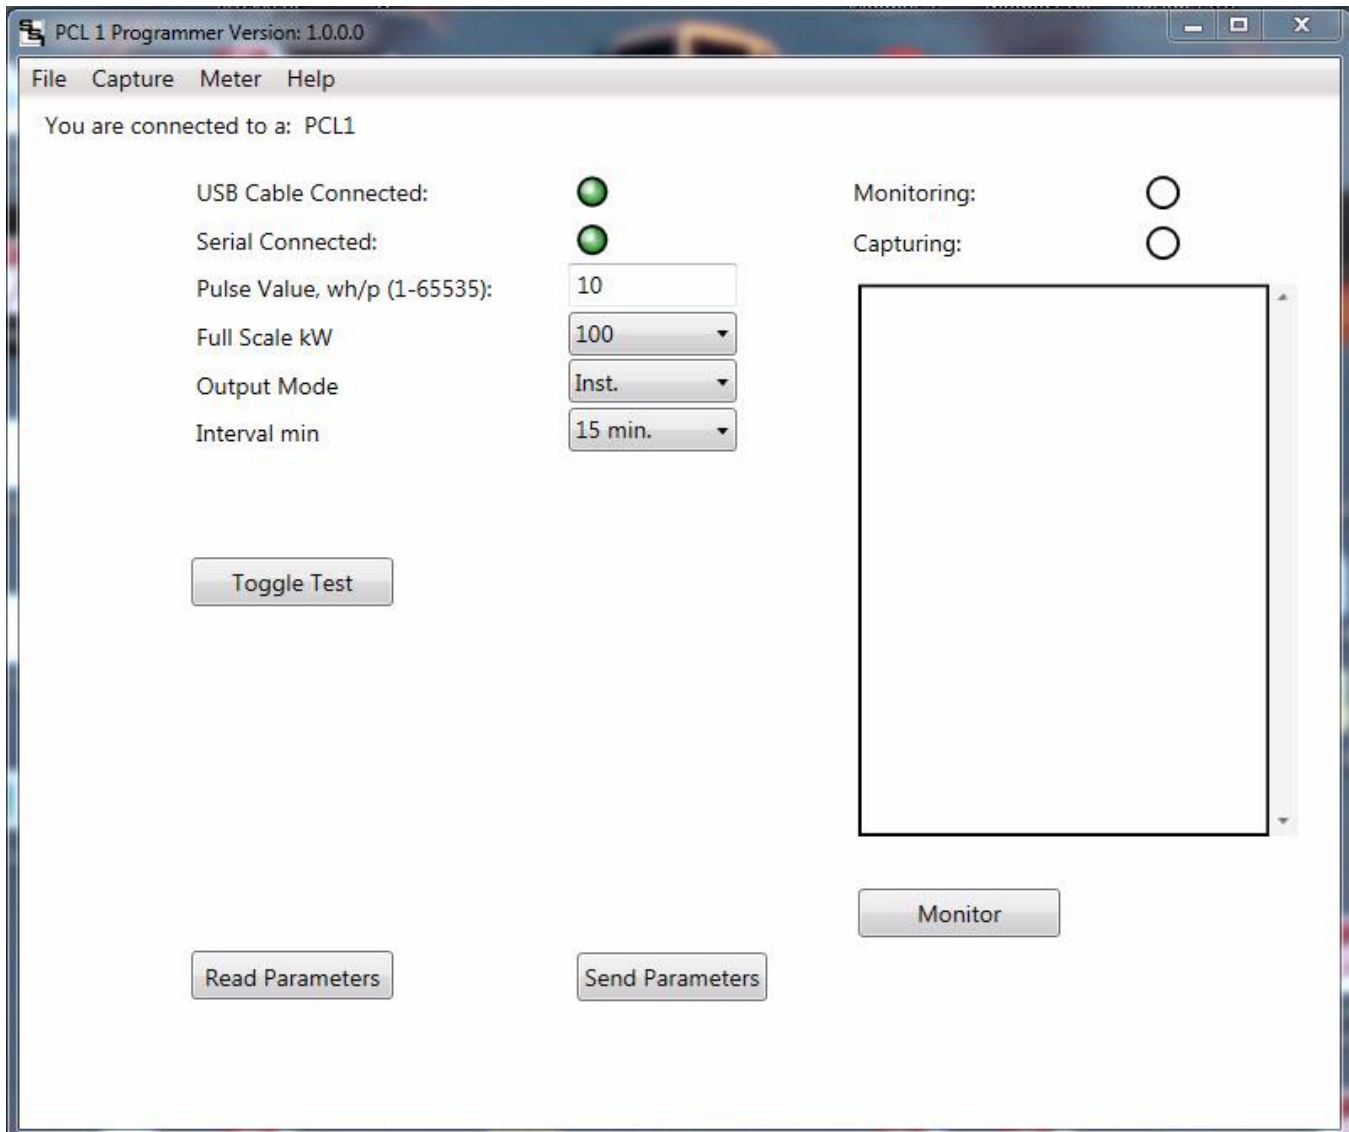 PCL 1 Programmer Version: 1.0.0.0
File Capture Meter Help
You are connected to a: PCL1
USB Cable Connected:
Serial Connected:
Pulse Value, wh/p (1-65535): 10
Full Scale kW 100
Output Mode Inst.
Interval min 15 min.
Toggle Test
Read Parameters
Send Parameters
Monitoring:
Capturing:
Monitor